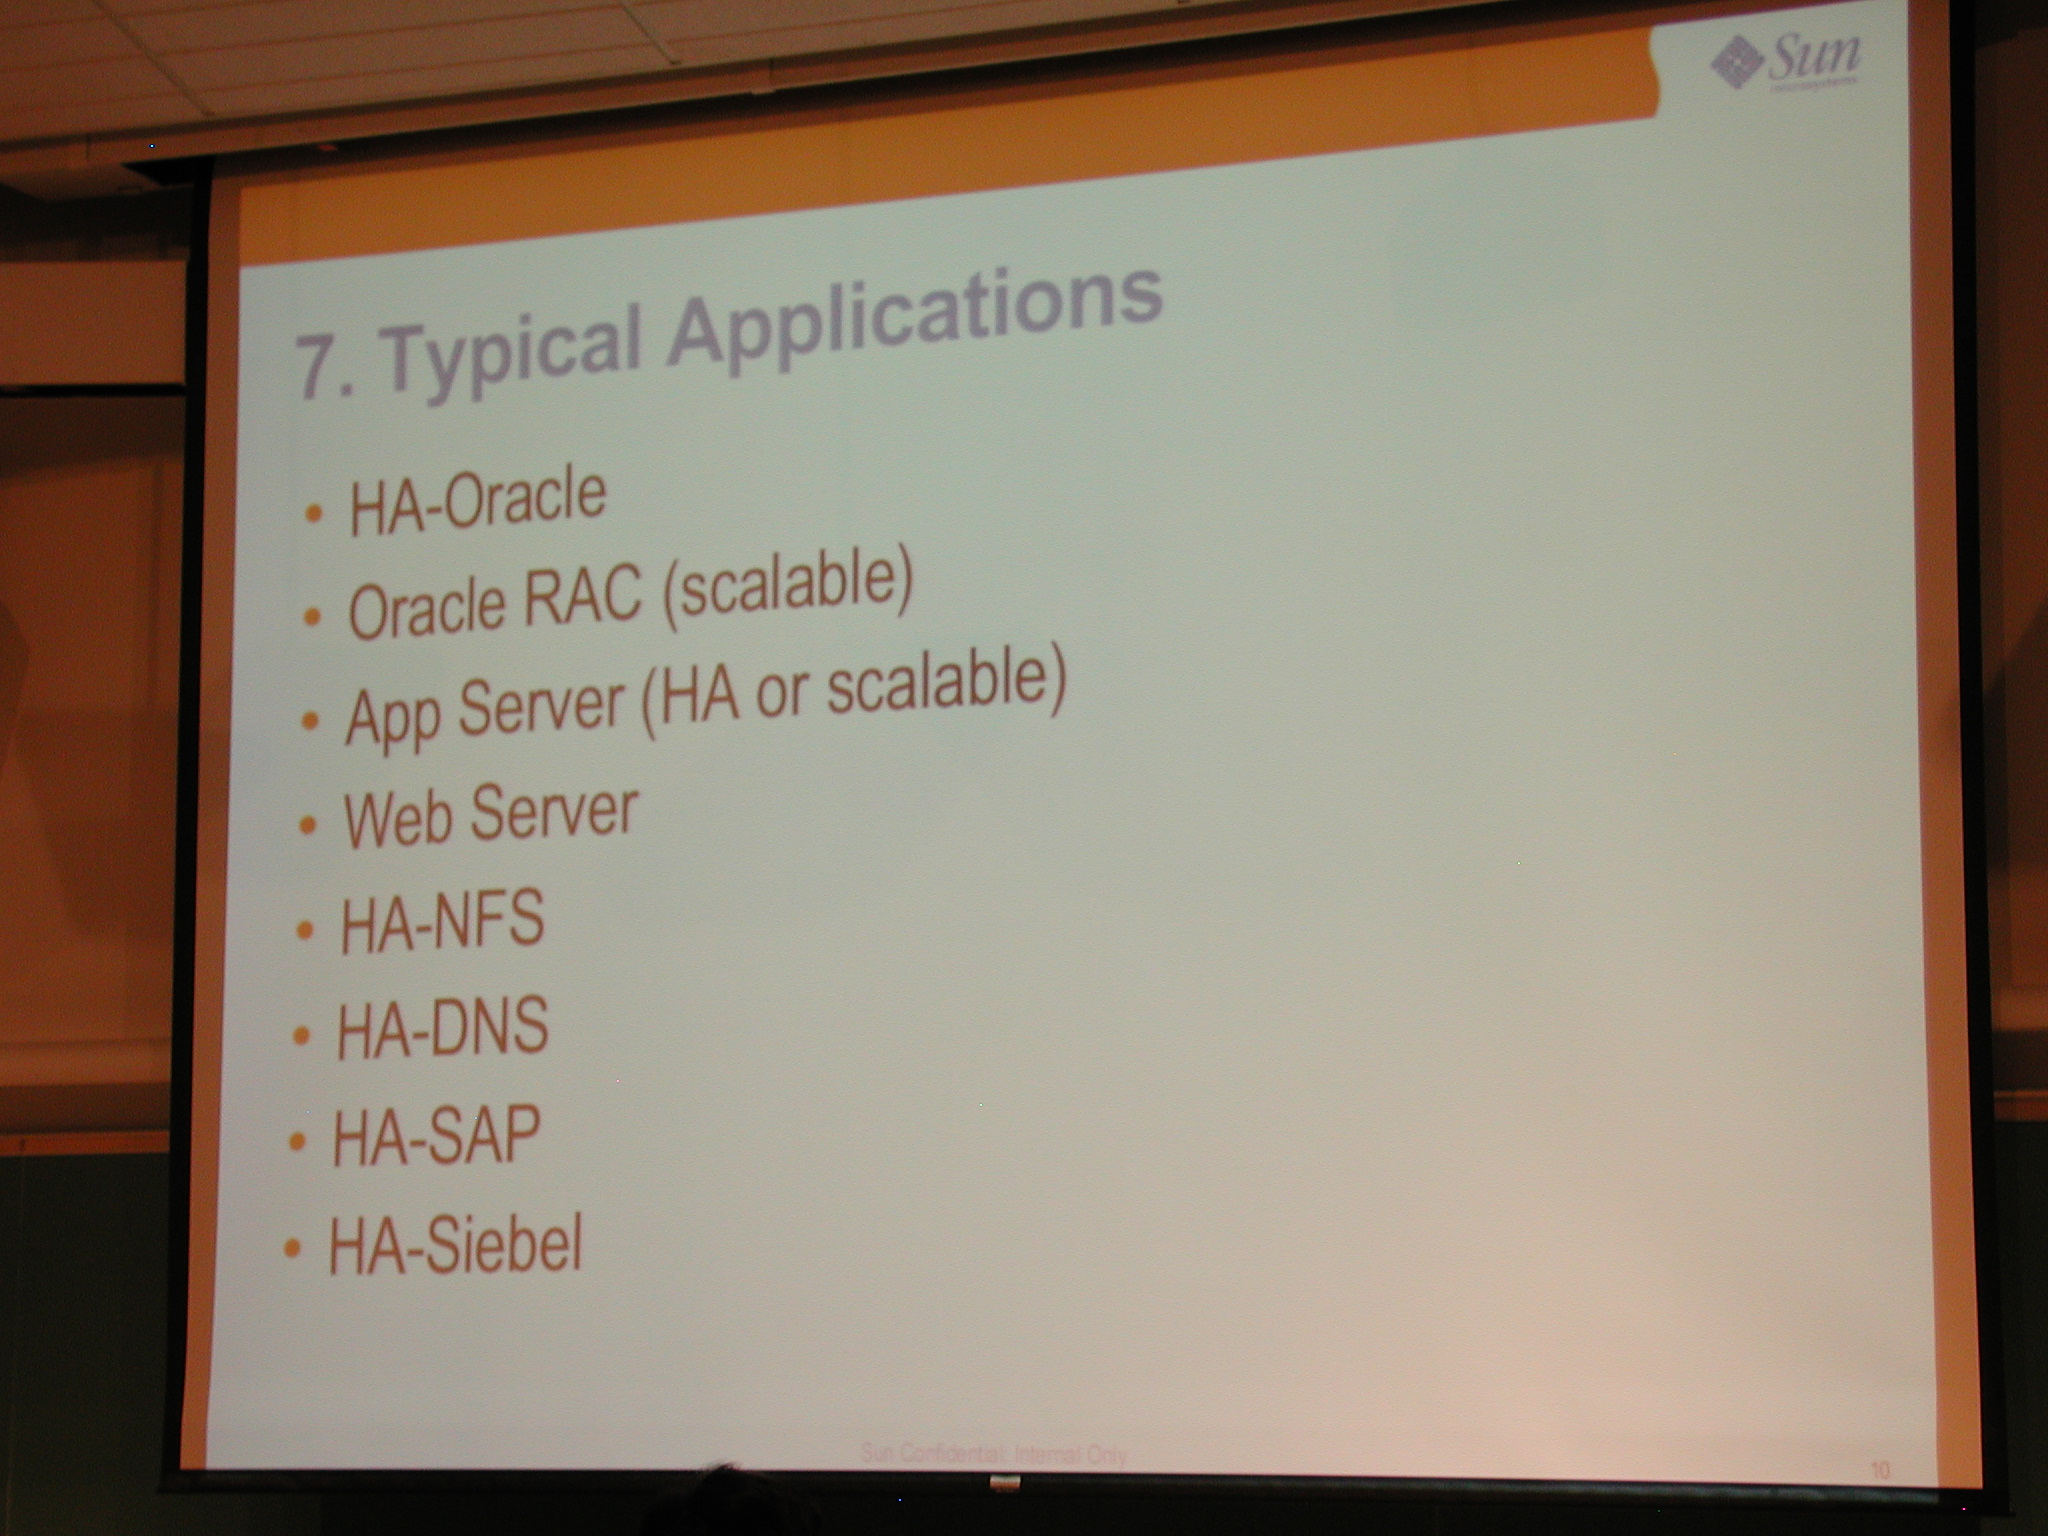 Sun
microsystems
7. Typical Applications
• HA-Oracle
• Oracle RAC (scalable)
• App Server (HA or scalable)
• Web Server
• HA-NFS
• HA-DNS
• HA-SAP
• HA-Siebel
Sun Confidential: Internal Only
10